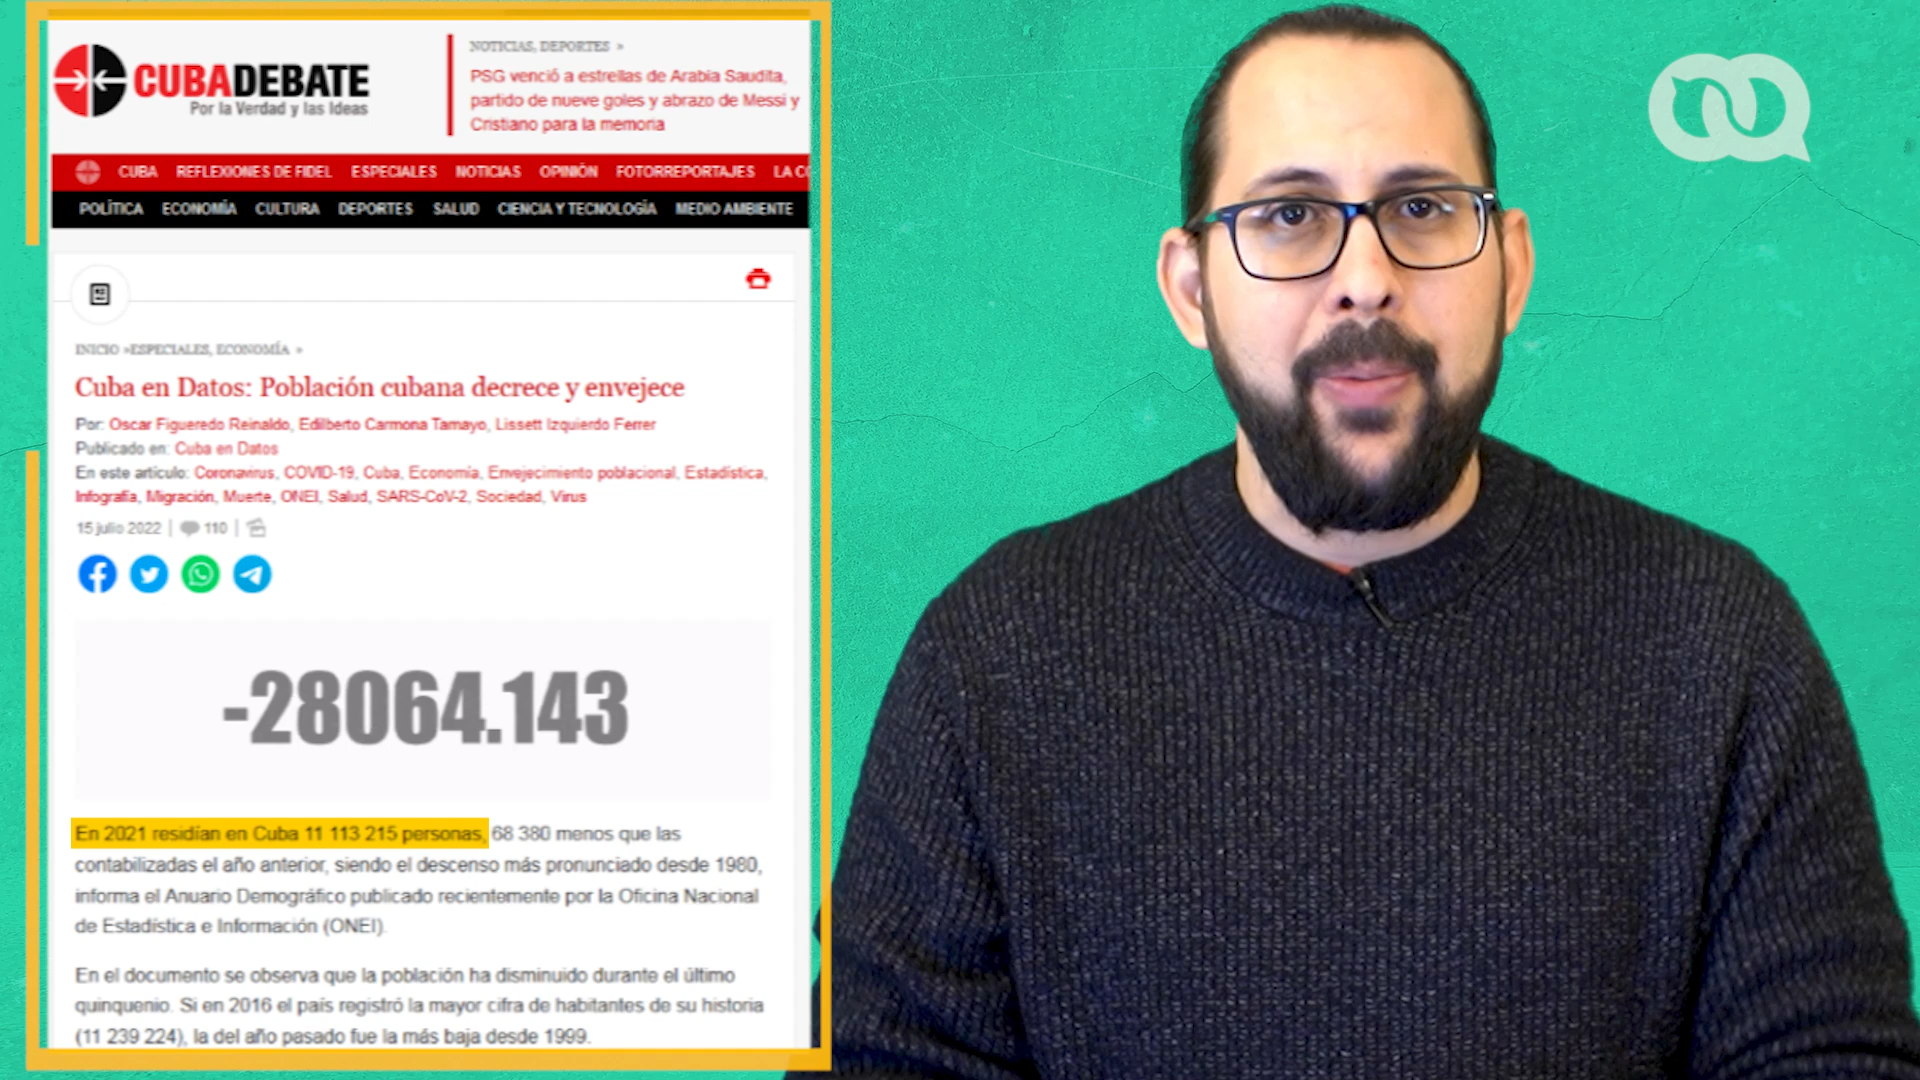 CUBADEBATE
Por la Verdad y las Ideas
NOTICIAS, DEPORTES »
PSG venció a estrellas de Arabia Saudita,
partido de nueve goles y abrazo de Messi y
Cristiano para la memoria
CUBA REFLEXIONES DE FIDEL ESPECIALES NOTICIAS OPINIÓN FOTORREPORTAJES LA CO
POLÍTICA ECONOMÍA CULTURA DEPORTES SALUD CIENCIA Y TECNOLOGÍA MEDIO AMBIENTE
INICIO »ESPECIALES, ECONOMÍA »
Cuba en Datos: Población cubana decrece y envejece
Por: Oscar Figueredo Reinaldo, Edilberto Carmona Tamayo, Lissett Izquierdo Ferrer
Publicado en: Cuba en Datos
En este artículo: Coronavirus, COVID-19, Cuba, Economía, Envejecimiento poblacional, Estadística,
Infografía, Migración, Muerte, ONEI, Salud, SARS-CoV-2, Sociedad, Virus
15 julio 2022 | 110 |
-28064.143
En 2021 residían en Cuba 11 113 215 personas, 68 380 menos que las
contabilizadas el año anterior, siendo el descenso más pronunciado desde 1980,
informa el Anuario Demográfico publicado recientemente por la Oficina Nacional
de Estadística e Información (ONEI).
En el documento se observa que la población ha disminuido durante el último
quinquenio. Si en 2016 el país registró la mayor cifra de habitantes de su historia
(11 239 224), la del año pasado fue la más baja desde 1999.